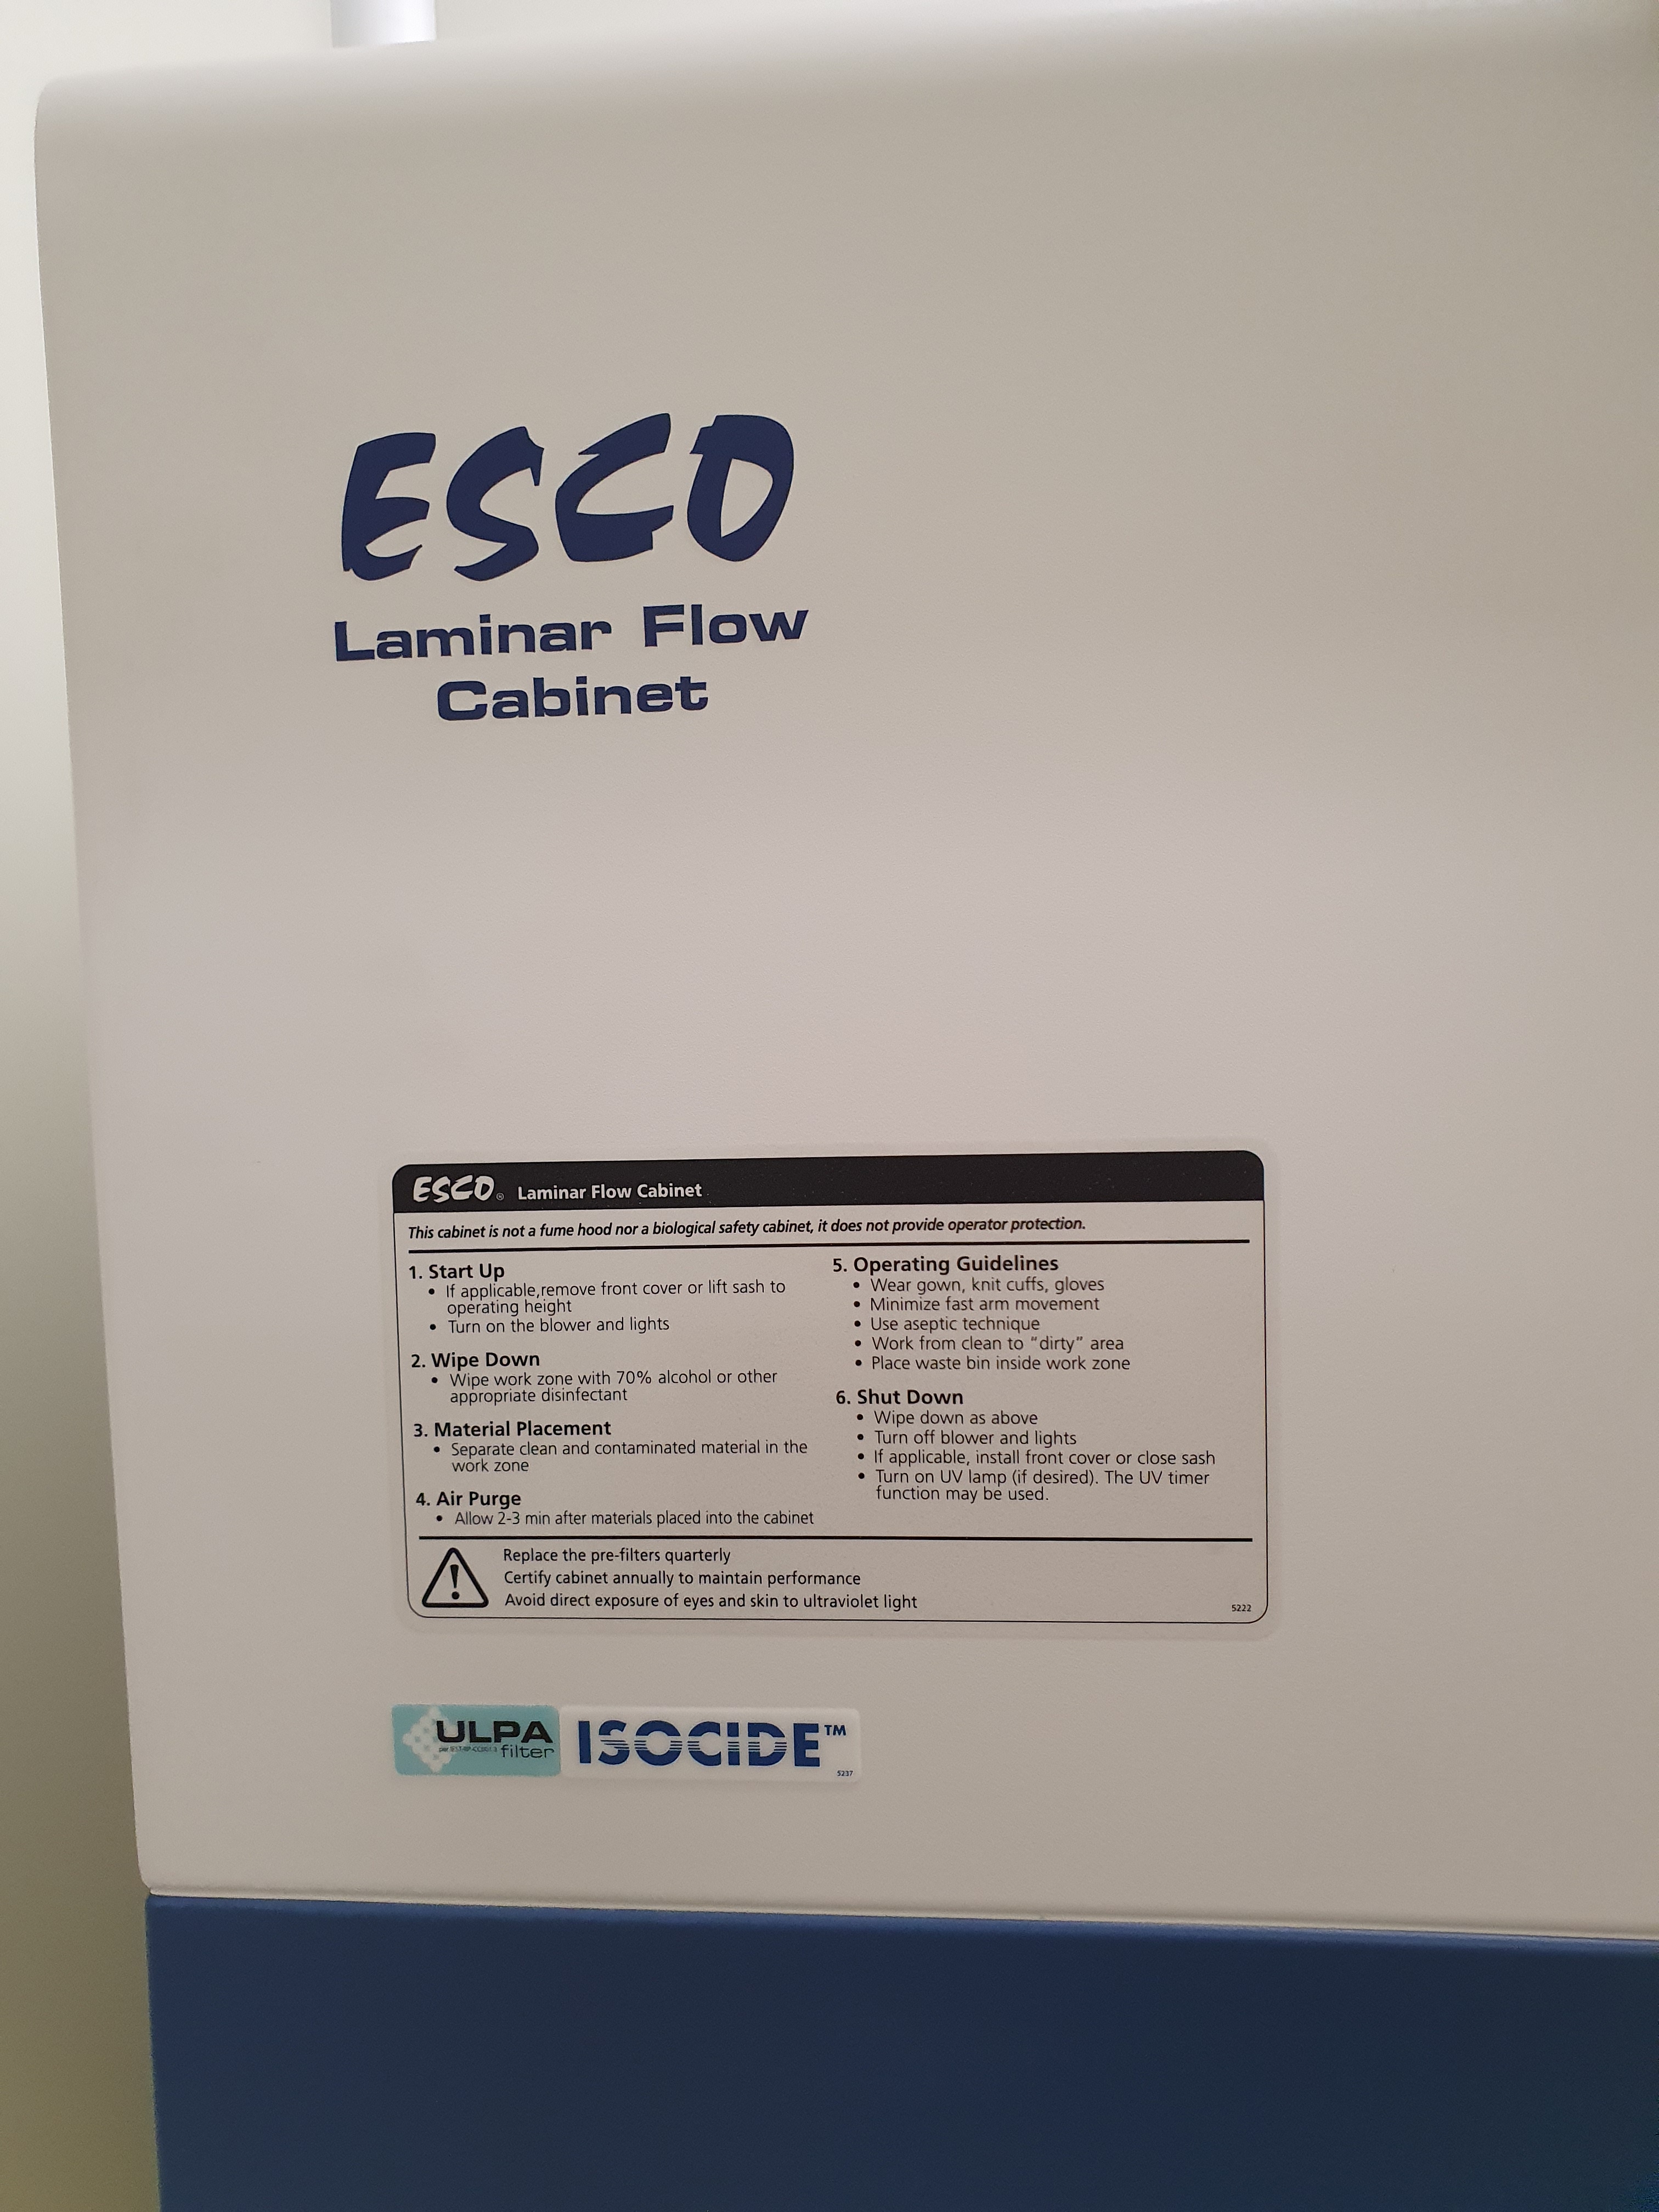 ESCO
Laminar Flow
Cabinet
ESCO® Laminar Flow Cabinet
This cabinet is not a fume hood nor a biological safety cabinet, it does not provide operator protection.
1. Start Up
• If applicable,remove front cover or lift sash to
operating height
• Turn on the blower and lights
2. Wipe Down
• Wipe work zone with 70% alcohol or other
appropriate disinfectant
3. Material Placement
• Separate clean and contaminated material in the
work zone
4. Air Purge
• Allow 2-3 min after materials placed into the cabinet
5. Operating Guidelines
• Wear gown, knit cuffs, gloves
• Minimize fast arm movement
• Use aseptic technique
• Work from clean to “dirty” area
• Place waste bin inside work zone
6. Shut Down
• Wipe down as above
• Turn off blower and lights
• If applicable, install front cover or close sash
• Turn on UV lamp (if desired). The UV timer
function may be used.
Replace the pre-filters quarterly
Certify cabinet annually to maintain performance
Avoid direct exposure of eyes and skin to ultraviolet light
5222
ULPA
filter
ISOCIDE™
5237